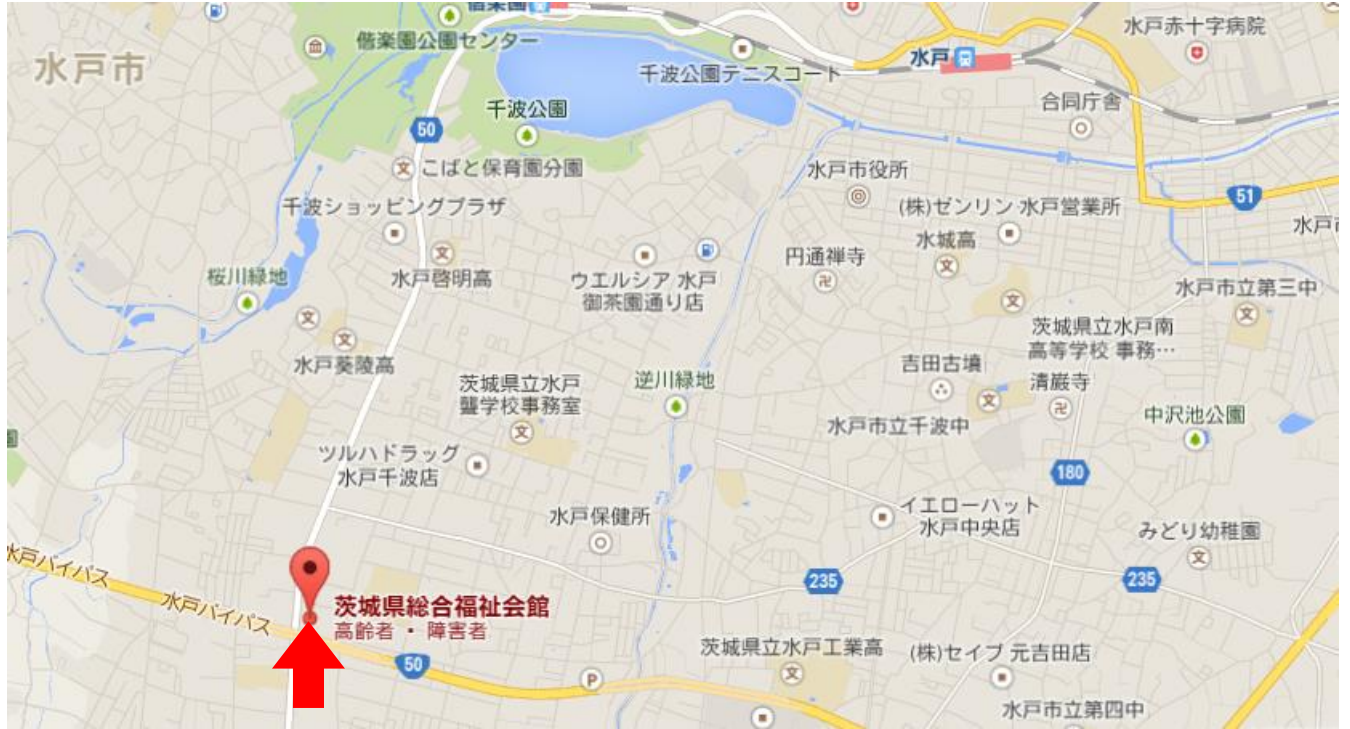 偕楽園
水戸赤十字病院
偕楽園公園センター
水戸市
水戸
千波公園テニスコート
千波公園
合同庁舎
50
こばと保育園分園
水戸市役所
千波ショッピングプラザ
(株)ゼンリン 水戸営業所
51
水戸市
水城高
円通禅寺
桜川緑地
水戸啓明高
ウエルシア 水戸
御茶園通り店
水戸市立第三中
茨城県立水戸南
高等学校 事務…
水戸葵陵高
吉田古墳
清巌寺
茨城県立水戸
聾学校事務室
逆川緑地
中沢池公園
水戸市立千波中
ツルハドラッグ
水戸千波店
180
イエローハット
水戸中央店
水戸保健所
みどり幼稚園
水戸バイパス
235
235
水戸バイパス
茨城県総合福祉会館
高齢者 ・ 障害者
茨城県立水戸工業高
(株)セイブ 元吉田店
50
P
水戸市立第四中